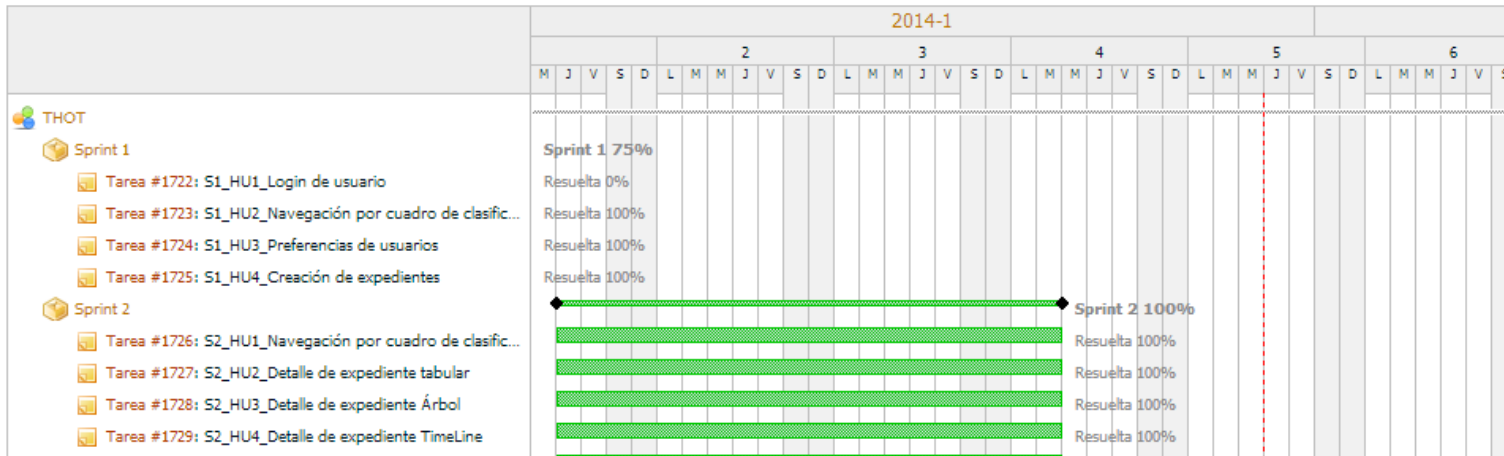 2014-1
2 3 4 5 6
M J V S D L M M J V S D L M M J V S D L M M J V S D L M M J V S D L M M J V S
THOT
Sprint 1 Sprint 1 75%
Tarea #1722: S1_HU1_Login de usuario Resuelta 0%
Tarea #1723: S1_HU2_Navegación por cuadro de clasific... Resuelta 100%
Tarea #1724: S1_HU3_Preferencias de usuarios Resuelta 100%
Tarea #1725: S1_HU4_Creación de expedientes Resuelta 100%
Sprint 2 Sprint 2 100%
Tarea #1726: S2_HU1_Navegación por cuadro de clasific... Resuelta 100%
Tarea #1727: S2_HU2_Detalle de expediente tabular Resuelta 100%
Tarea #1728: S2_HU3_Detalle de expediente Árbol Resuelta 100%
Tarea #1729: S2_HU4_Detalle de expediente TimeLine Resuelta 100%